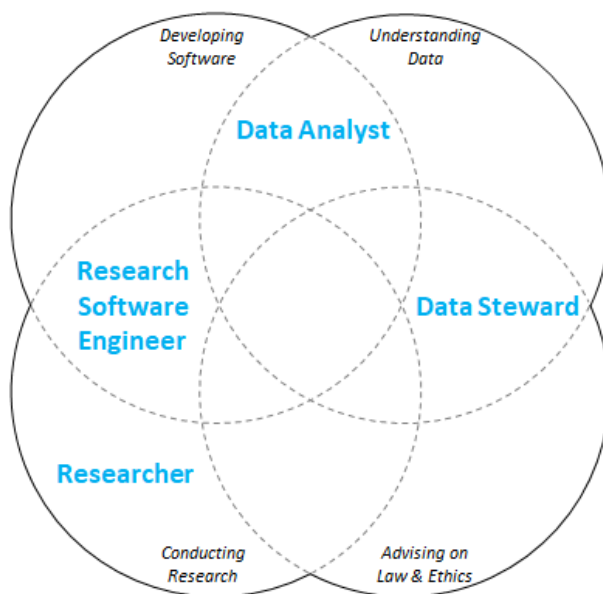 Developing
Software
Understanding
Data
Data Analyst
Research
Software
Engineer
Data Steward
Researcher
Conducting
Research
Advising on
Law & Ethics